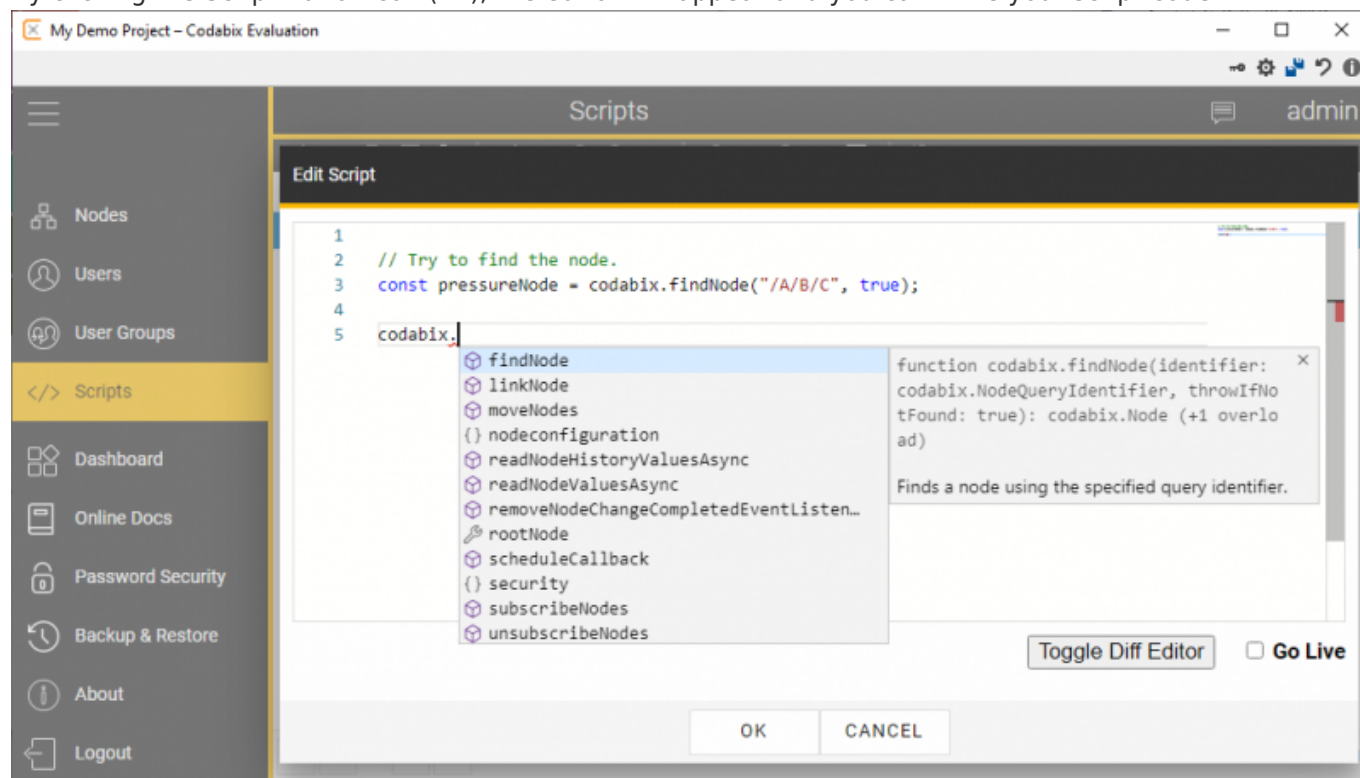 My Demo Project – Codabix Evaluation
Scripts
admin
Nodes
Users
User Groups
</> Scripts
Dashboard
Online Docs
Password Security
Backup & Restore
About
Logout
Edit Script
1
2 // Try to find the node.
3 const pressureNode = codabix.findNode("/A/B/C", true);
4
5 codabix.
findNode
linkNode
moveNodes
{} nodeconfiguration
readNodeHistoryValuesAsync
readNodeValuesAsync
removeNodeChangeCompletedEventListen…
rootNode
scheduleCallback
{} security
subscribeNodes
unsubscribeNodes
function codabix.findNode(identifier:
codabix.NodeQueryIdentifier, throwIfNo
tFound: true): codabix.Node (+1 overlo
ad)
Finds a node using the specified query identifier.
Toggle Diff Editor
Go Live
OK
CANCEL